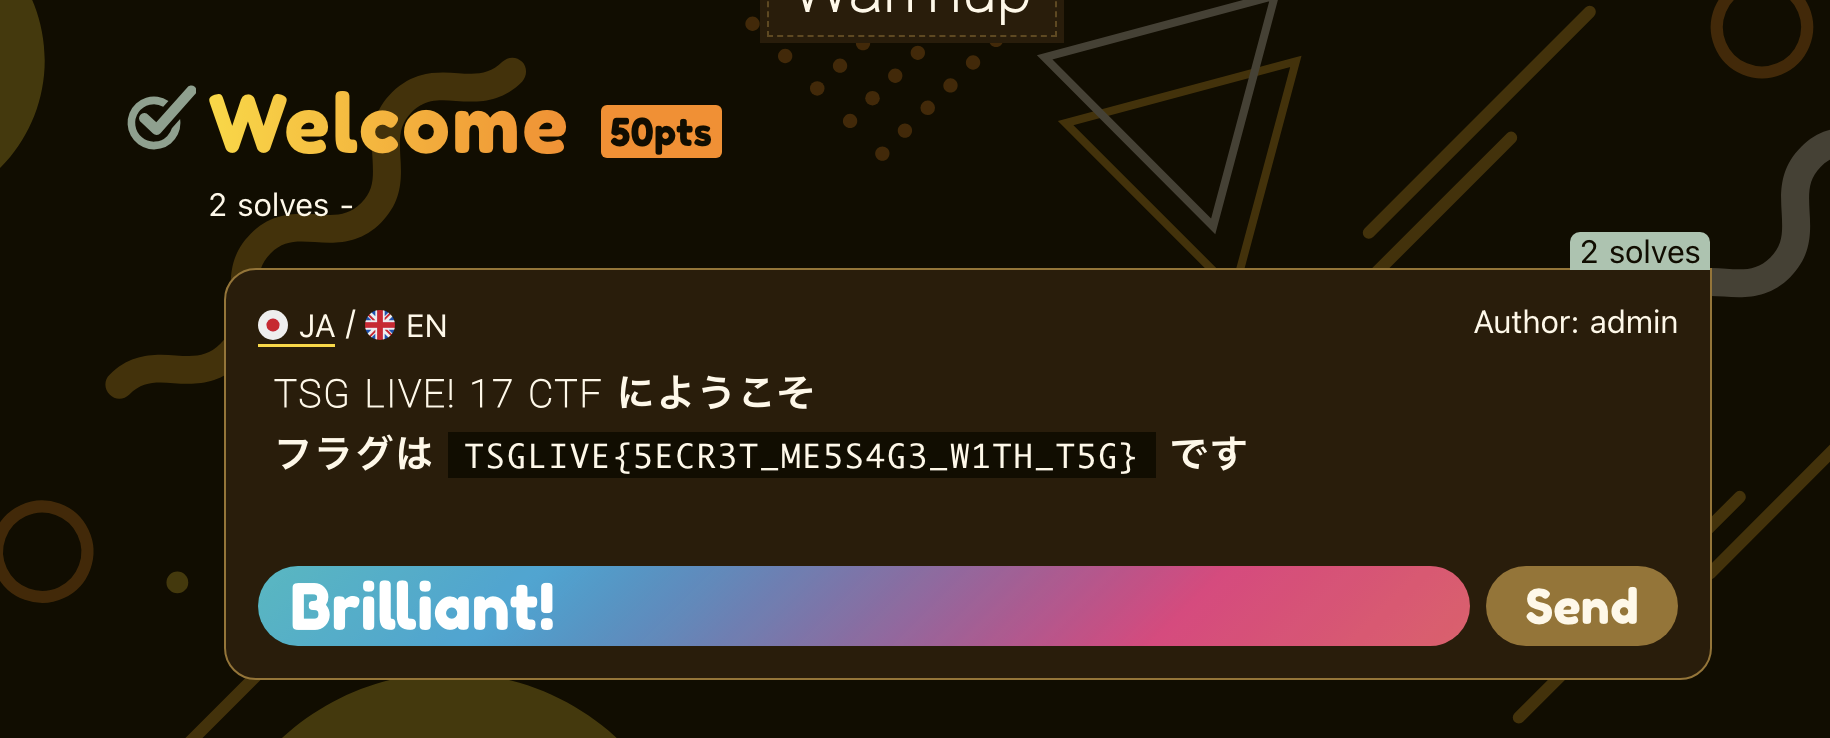 Warmup
Welcome 50pts
2 solves -
2 solves
JA / EN
Author: admin
TSG LIVE! 17 CTF にようこそ
フラグは TSGLIVE{5ECR3T_ME5S4G3_W1TH_T5G} です
Brilliant!
Send